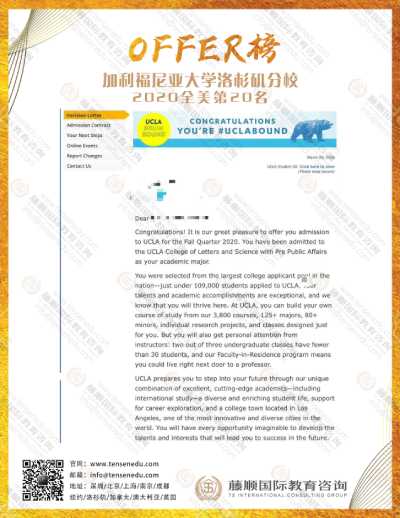 OFFER榜
加利福尼亚大学洛杉矶分校
2020全美第20名
Decision Letter
Admission Contract
Your Next Steps
Online Events
Report Changes
Contact Us
UCLA
BRUIN
BOUND
CONGRATULATIONS
YOU'RE #UCLABOUND
Dear
Congratulations! It is our great pleasure to offer you admission
to UCLA for the Fall Quarter 2020. You have been admitted to
the UCLA College of Letters and Science with Pre Public Affairs
as your academic major.
You were selected from the largest college applicant pool in the
nation—just under 109,000 students applied to UCLA. Your
talents and academic accomplishments are exceptional, and we
know that you will thrive here. At UCLA, you can build your own
course of study from our 3,800 courses, 125+ majors, 80+
minors, individual research projects, and classes designed just
for you. But you will also get personal attention from
instructors: two out of three undergraduate classes have fewer
than 30 students, and our Faculty-in-Residence program means
you could live right next door to a professor.
UCLA prepares you to step into your future through our unique
combination of excellent, cutting-edge academics—including
international study—a diverse and enriching student life, support
for career exploration, and a college town located in Los
Angeles, one of the most innovative and diverse cities in the
world. You will have every opportunity imaginable to develop the
talents and interests that will lead you to success in the future.
官网：www.tensenedu.com
邮箱：info@tensenedu.com
地址：深圳/北京/上海/南京/成都
纽约/洛杉矶/加拿大/澳大利亚/英国
藤顺国际教育咨询
TS INTERNATIONAL CONSULTING GROUP